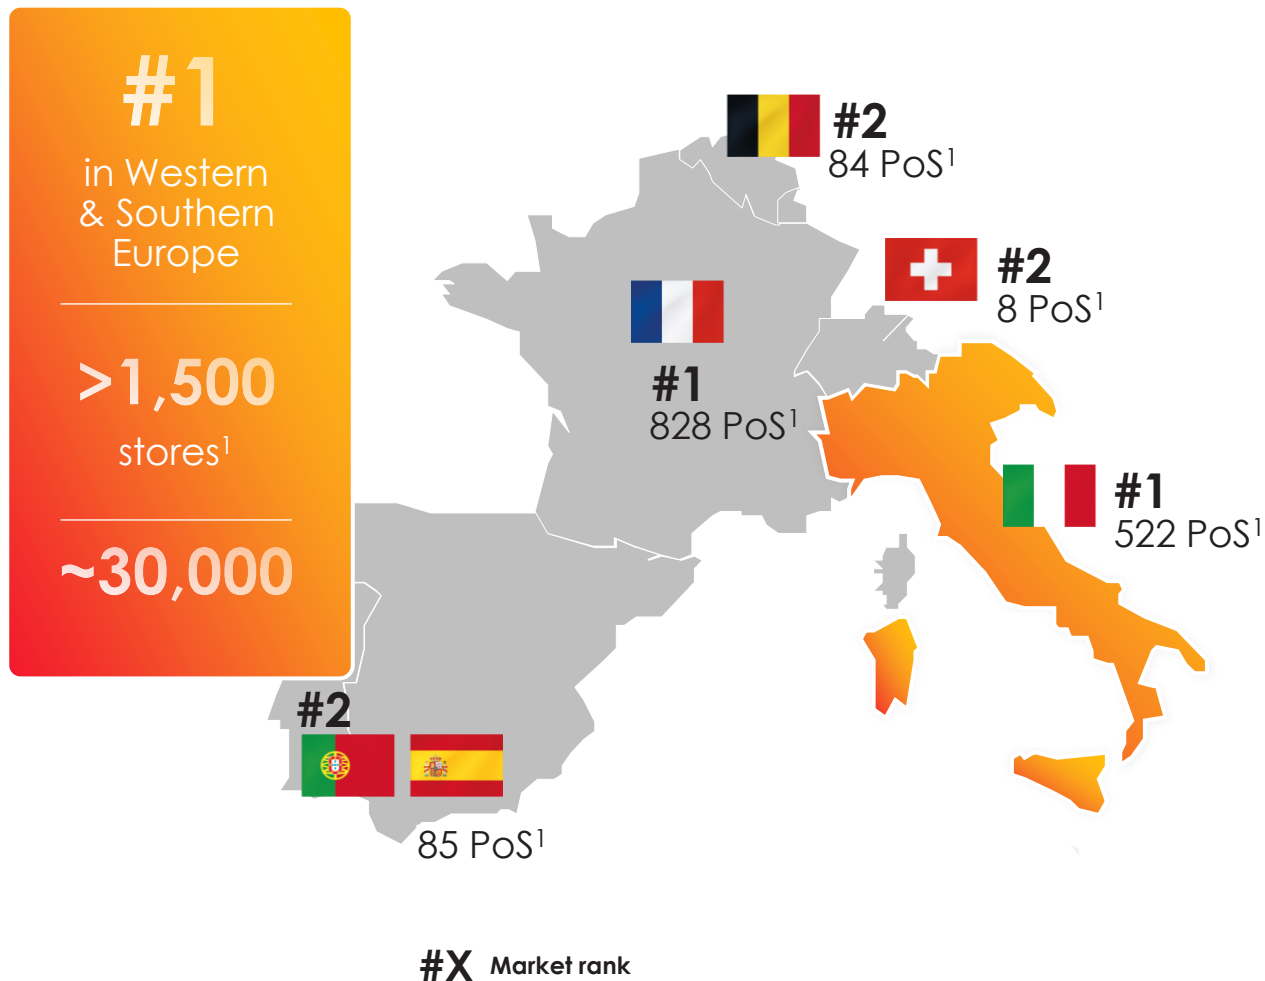 #1
in Western
& Southern
Europe
>1,500
stores¹
~30,000
#2
84 PoS¹
#2
8 PoS¹
#1
828 PoS¹
#1
522 PoS¹
#2
85 PoS¹
#X Market rank